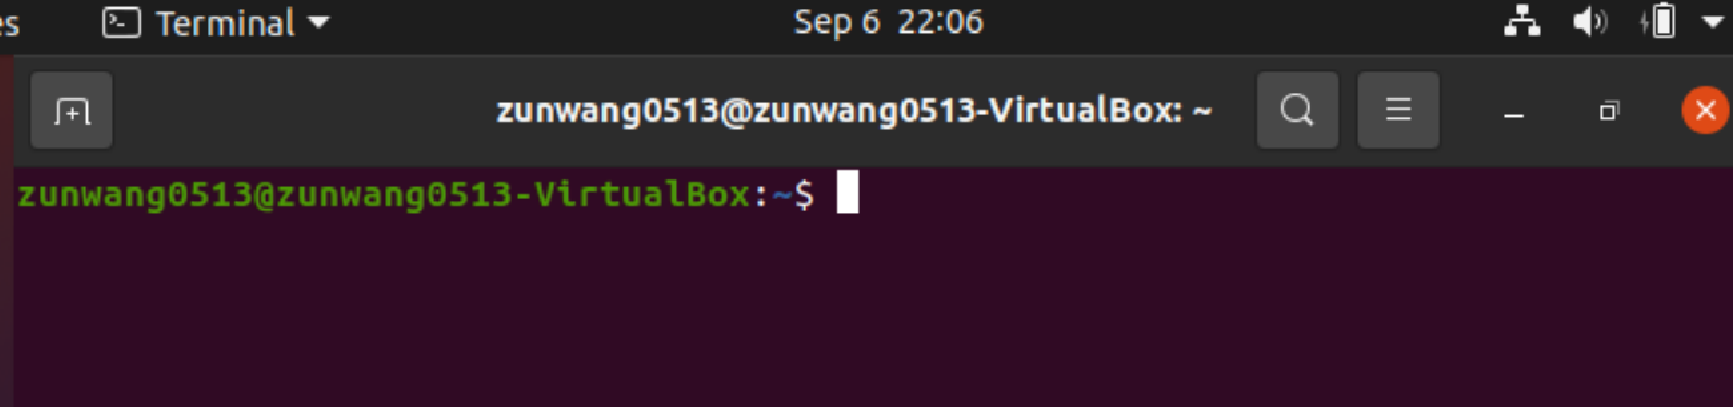 es Terminal Sep 6 22:06
zunwang0513@zunwang0513-VirtualBox: ~
zunwang0513@zunwang0513-VirtualBox:~$